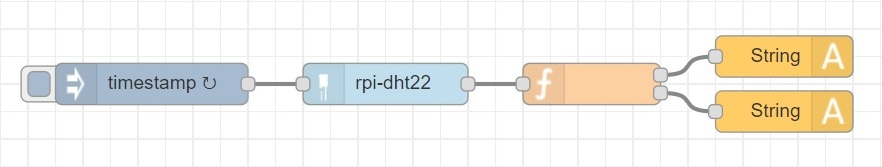 timestamp ↻
rpi-dht22
f
String A
String A